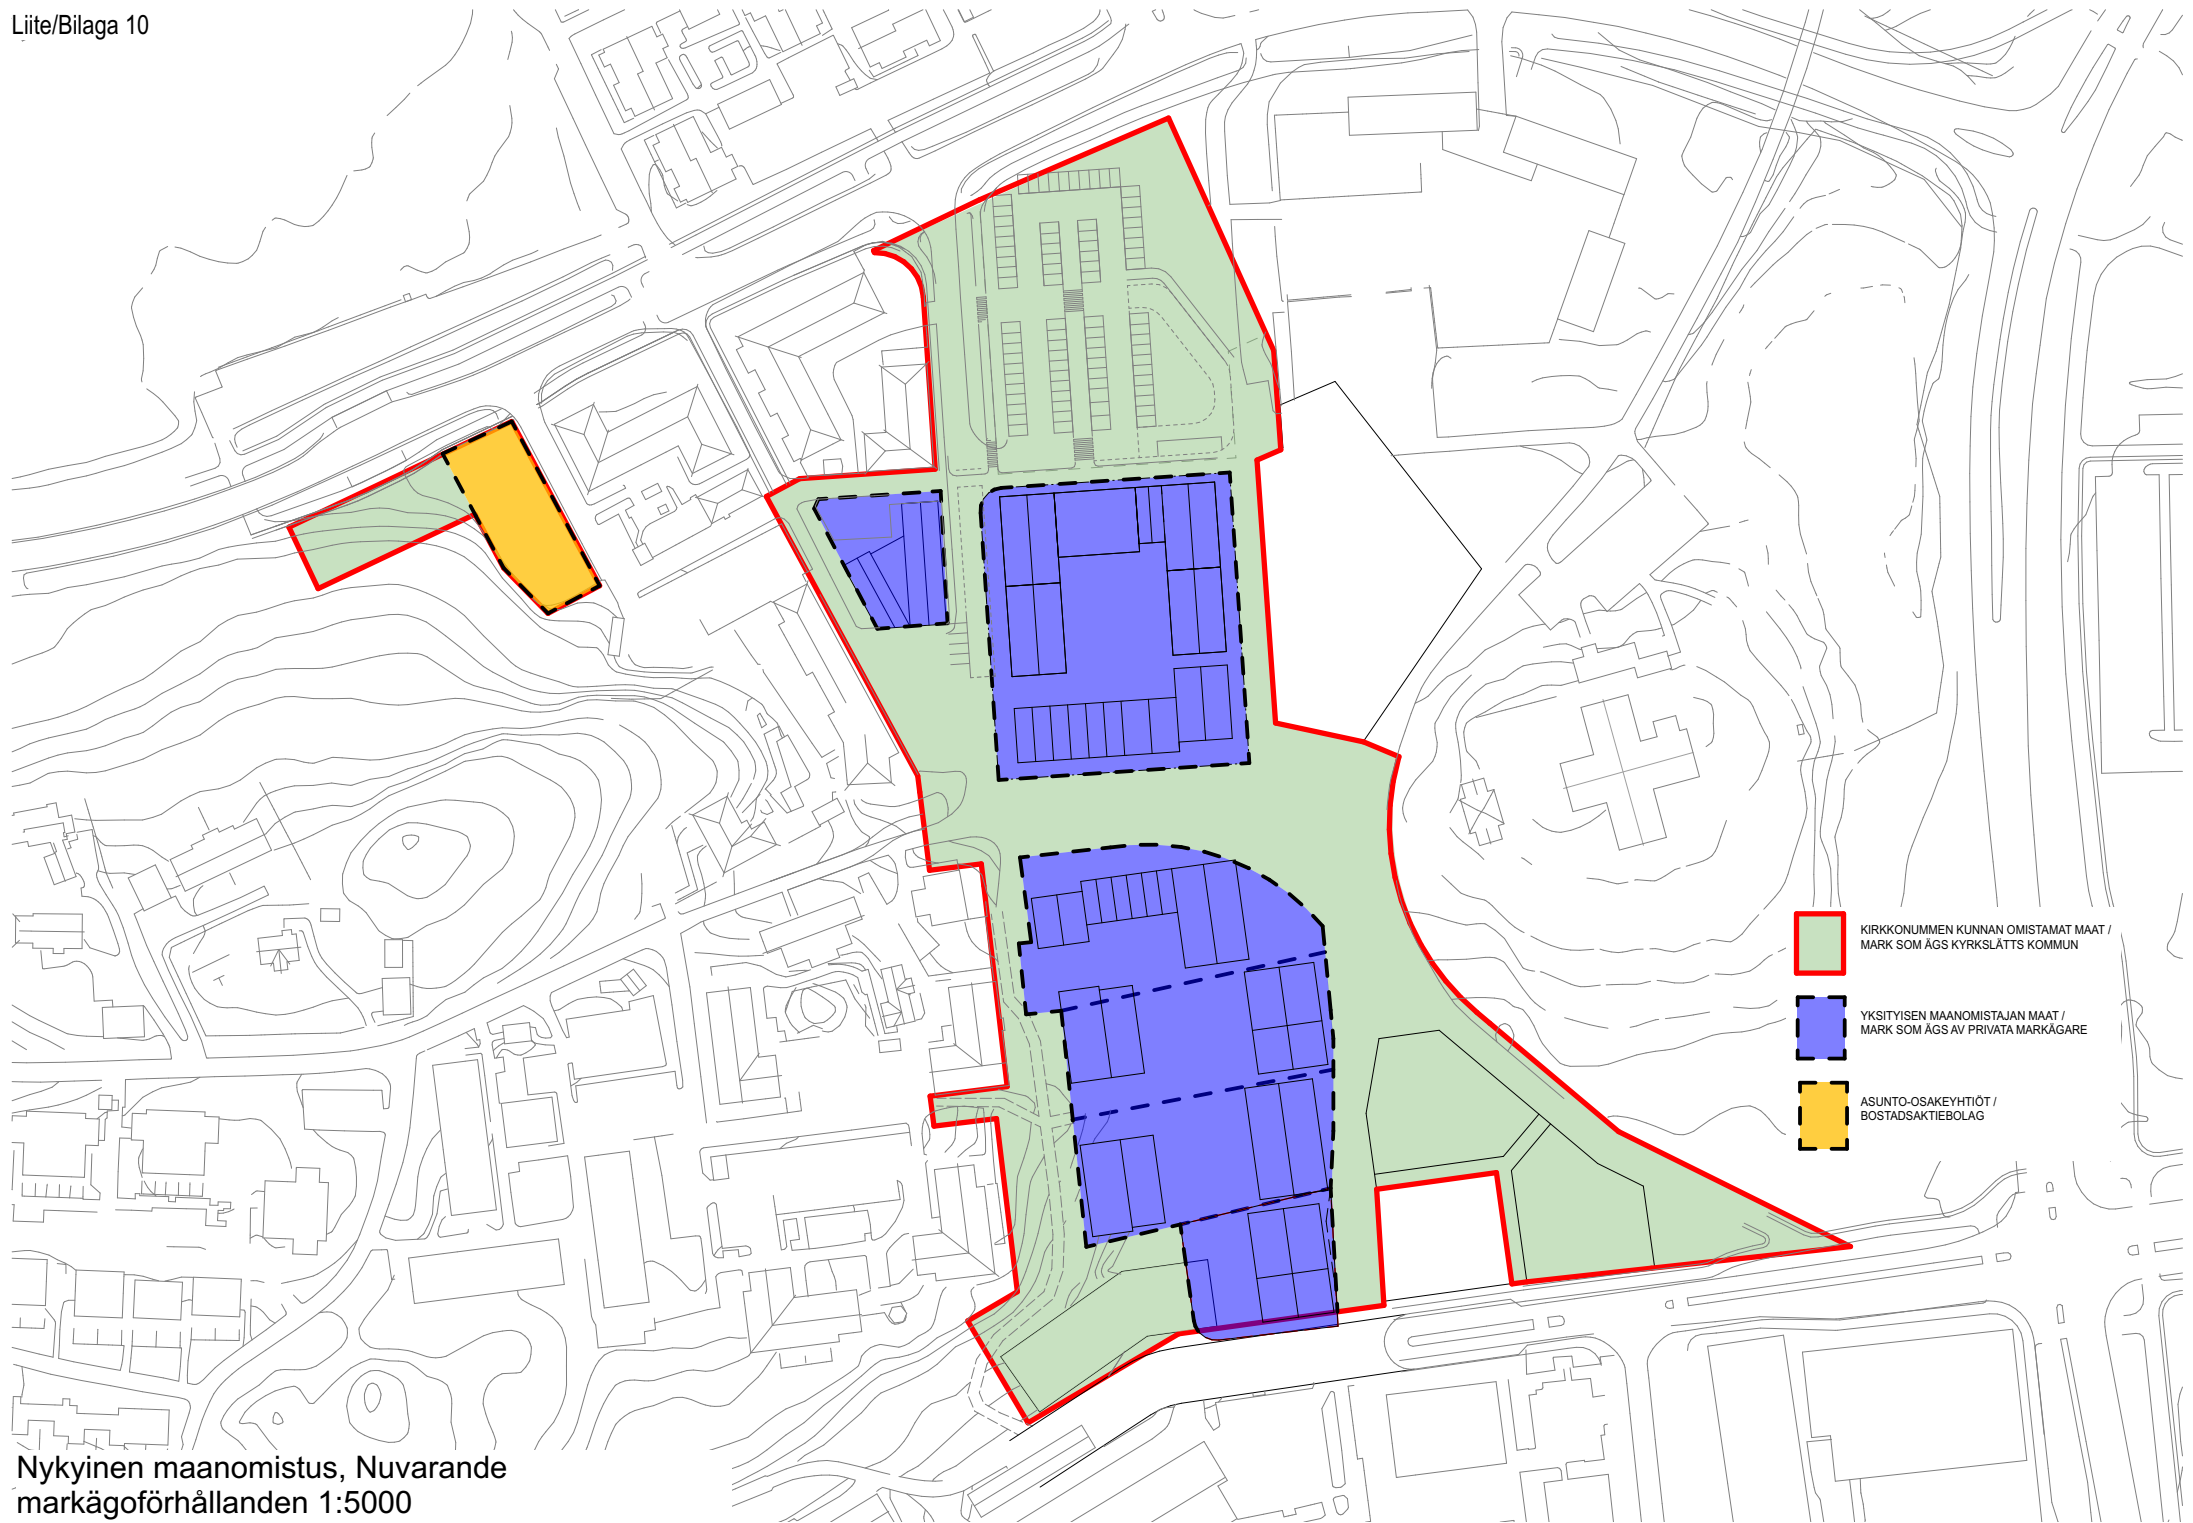 Liite/Bilaga 10
KIRKKONUMMEN KUNNAN OMISTAMAT MAAT /
MARK SOM ÄGS KYRKSLÄTTS KOMMUN
YKSITYISEN MAANOMISTAJAN MAAT /
MARK SOM ÄGS AV PRIVATA MARKÄGARE
ASUNTO-OSAKEYHTIÖT /
BOSTADSAKTIEBOLAG
Nykyinen maanomistus, Nuvarande
markägoförhållanden 1:5000